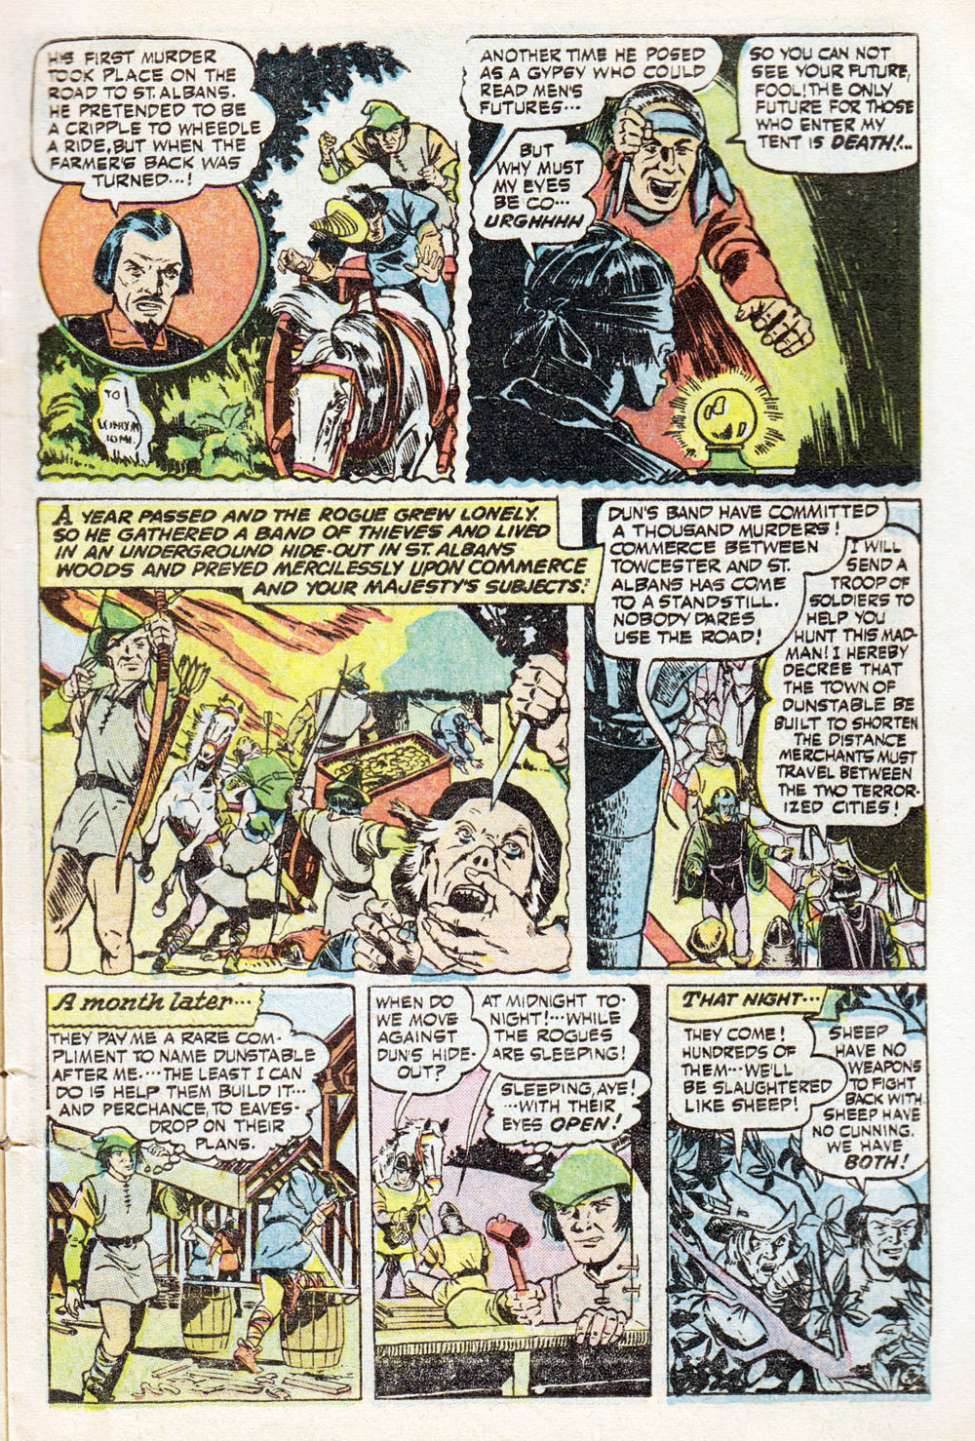 HIS FIRST MURDER
TOOK PLACE ON THE
ROAD TO ST. ALBANS.
HE PRETENDED TO BE
A CRIPPLE TO WHEEDLE
A RIDE, BUT WHEN THE
FARMER'S BACK WAS
TURNED...!
TO
10 MI.
ANOTHER TIME HE POSED
AS A GYPSY WHO COULD
READ MEN'S
FUTURES...
BUT
WHY MUST
MY EYES
BE CO...
URGHHHH
SO YOU CAN NOT
SEE YOUR FUTURE,
FOOL! THE ONLY
FUTURE FOR THOSE
WHO ENTER MY
TENT IS DEATH!...
A YEAR PASSED AND THE ROGUE GREW LONELY.
SO HE GATHERED A BAND OF THIEVES AND LIVED
IN AN UNDERGROUND HIDE-OUT IN ST. ALBANS
WOODS AND PREYED MERCILESSLY UPON COMMERCE
AND YOUR MAJESTY'S SUBJECTS!
DUN'S BAND HAVE COMMITTED
A THOUSAND MURDERS!
COMMERCE BETWEEN
TOWCESTER AND ST.
ALBANS HAS COME
TO A STANDSTILL.
NOBODY DARES
USE THE ROAD!
I WILL
SEND A
TROOP OF
SOLDIERS TO
HELP YOU
HUNT THIS MAD-
MAN! I HEREBY
DECREE THAT
THE TOWN OF
DUNSTABLE BE
BUILT TO SHORTEN
THE DISTANCE
MERCHANTS MUST
TRAVEL BETWEEN
THE TWO TERROR-
IZED CITIES!
A month later...
THEY PAY ME A RARE COM-
PLIMENT TO NAME DUNSTABLE
AFTER ME....THE LEAST I CAN
DO IS HELP THEM BUILD IT...
AND PERCHANCE, TO EAVES-
DROP ON THEIR
PLANS.
WHEN DO
WE MOVE
AGAINST
DUN'S HIDE-
OUT?
AT MIDNIGHT TO-
NIGHT!...WHILE
THE ROGUES
ARE SLEEPING!
SLEEPING, AYE!
...WITH THEIR
EYES OPEN!
THAT NIGHT...
THEY COME!
HUNDREDS OF
THEM...WE'LL
BE SLAUGHTERED
LIKE SHEEP!
SHEEP
HAVE NO
WEAPONS
TO FIGHT
BACK WITH
SHEEP HAVE
NO CUNNING.
WE HAVE
BOTH!